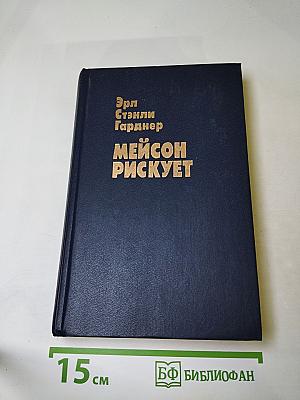 Эрл
Стэнли
Гарднер
МЕЙСОН
РИСКУЕТ
15 см
БФ БИБЛИОФАН